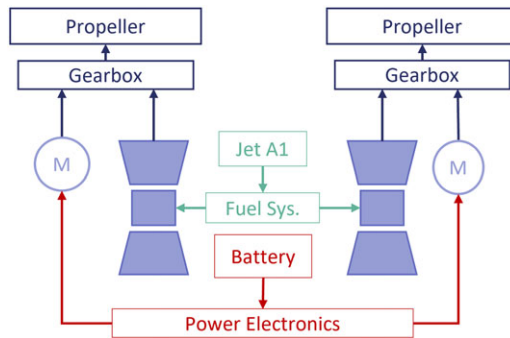 Propeller
Propeller
Gearbox
Gearbox
M
Jet A1
M
Fuel Sys.
Battery
Power Electronics